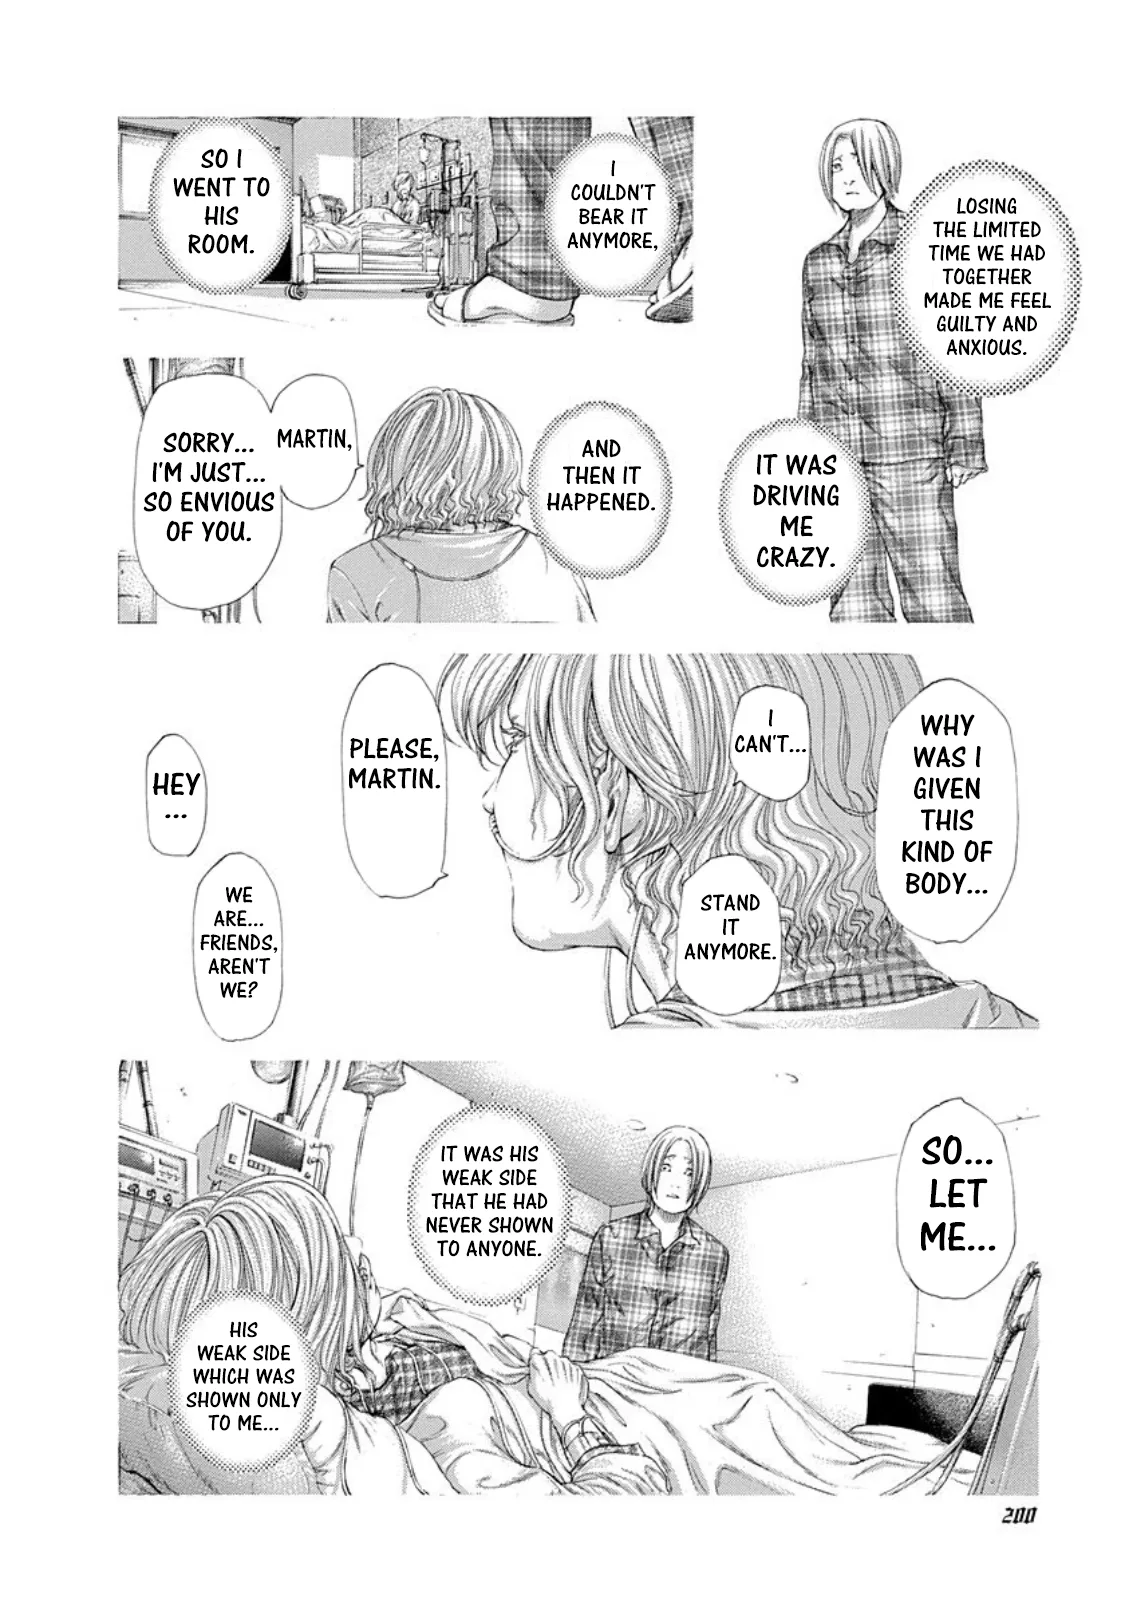 LOSING
THE LIMITED
TIME WE HAD
TOGETHER
MADE ME FEEL
GUILTY AND
ANXIOUS.
IT WAS
DRIVING
ME
CRAZY.
I
COULDN'T
BEAR IT
ANYMORE,
SO I
WENT TO
HIS
ROOM.
AND
THEN IT
HAPPENED.
MARTIN,
SORRY...
I'M JUST...
SO ENVIOUS
OF YOU.
WHY
WAS I
GIVEN
THIS
KIND OF
BODY...
I
CAN'T...
STAND
IT
ANYMORE.
PLEASE,
MARTIN.
HEY
...
WE
ARE...
FRIENDS,
AREN'T
WE?
SO...
LET
ME...
IT WAS HIS
WEAK SIDE
THAT HE HAD
NEVER SHOWN
TO ANYONE.
HIS
WEAK SIDE
WHICH WAS
SHOWN ONLY
TO ME...
200